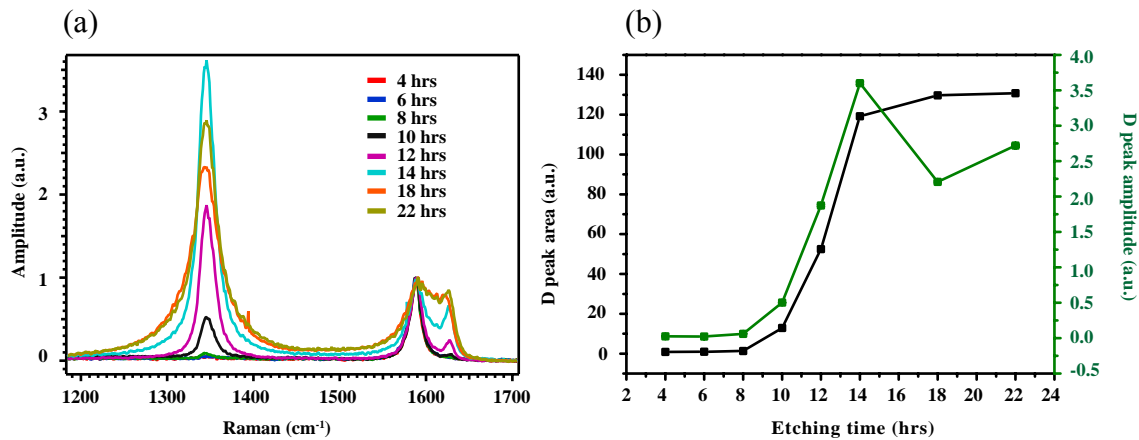 (a)
(b)
Amplitude (a.u.)
3
2
1
0
4 hrs
6 hrs
8 hrs
10 hrs
12 hrs
14 hrs
18 hrs
22 hrs
1200 1300 1400 1500 1600 1700
Raman (cm⁻¹)
D peak area (a.u.)
140
120
100
80
60
40
20
0
2 4 6 8 10 12 14 16 18 20 22 24
Etching time (hrs)
4.0
3.5
3.0
2.5
2.0
1.5
1.0
0.5
0.0
-0.5
D peak amplitude (a.u.)